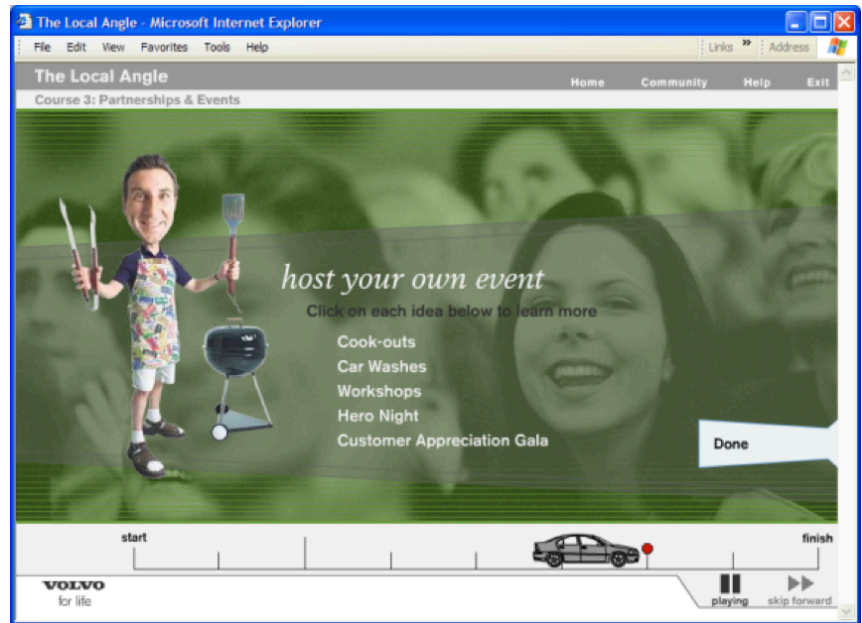 The Local Angle - Microsoft Internet Explorer
File Edit View Favorites Tools Help Links » Address
The Local Angle
Home Community Help Exit
Course 3: Partnerships & Events
host your own event
Click on each idea below to learn more
Cook-outs
Car Washes
Workshops
Hero Night
Customer Appreciation Gala
Done
start finish
VOLVO
for life
playing skip forward